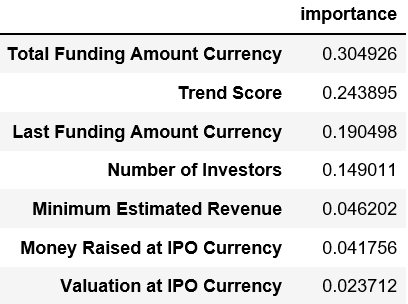 importance
Total Funding Amount Currency 0.304926
Trend Score 0.243895
Last Funding Amount Currency 0.190498
Number of Investors 0.149011
Minimum Estimated Revenue 0.046202
Money Raised at IPO Currency 0.041756
Valuation at IPO Currency 0.023712